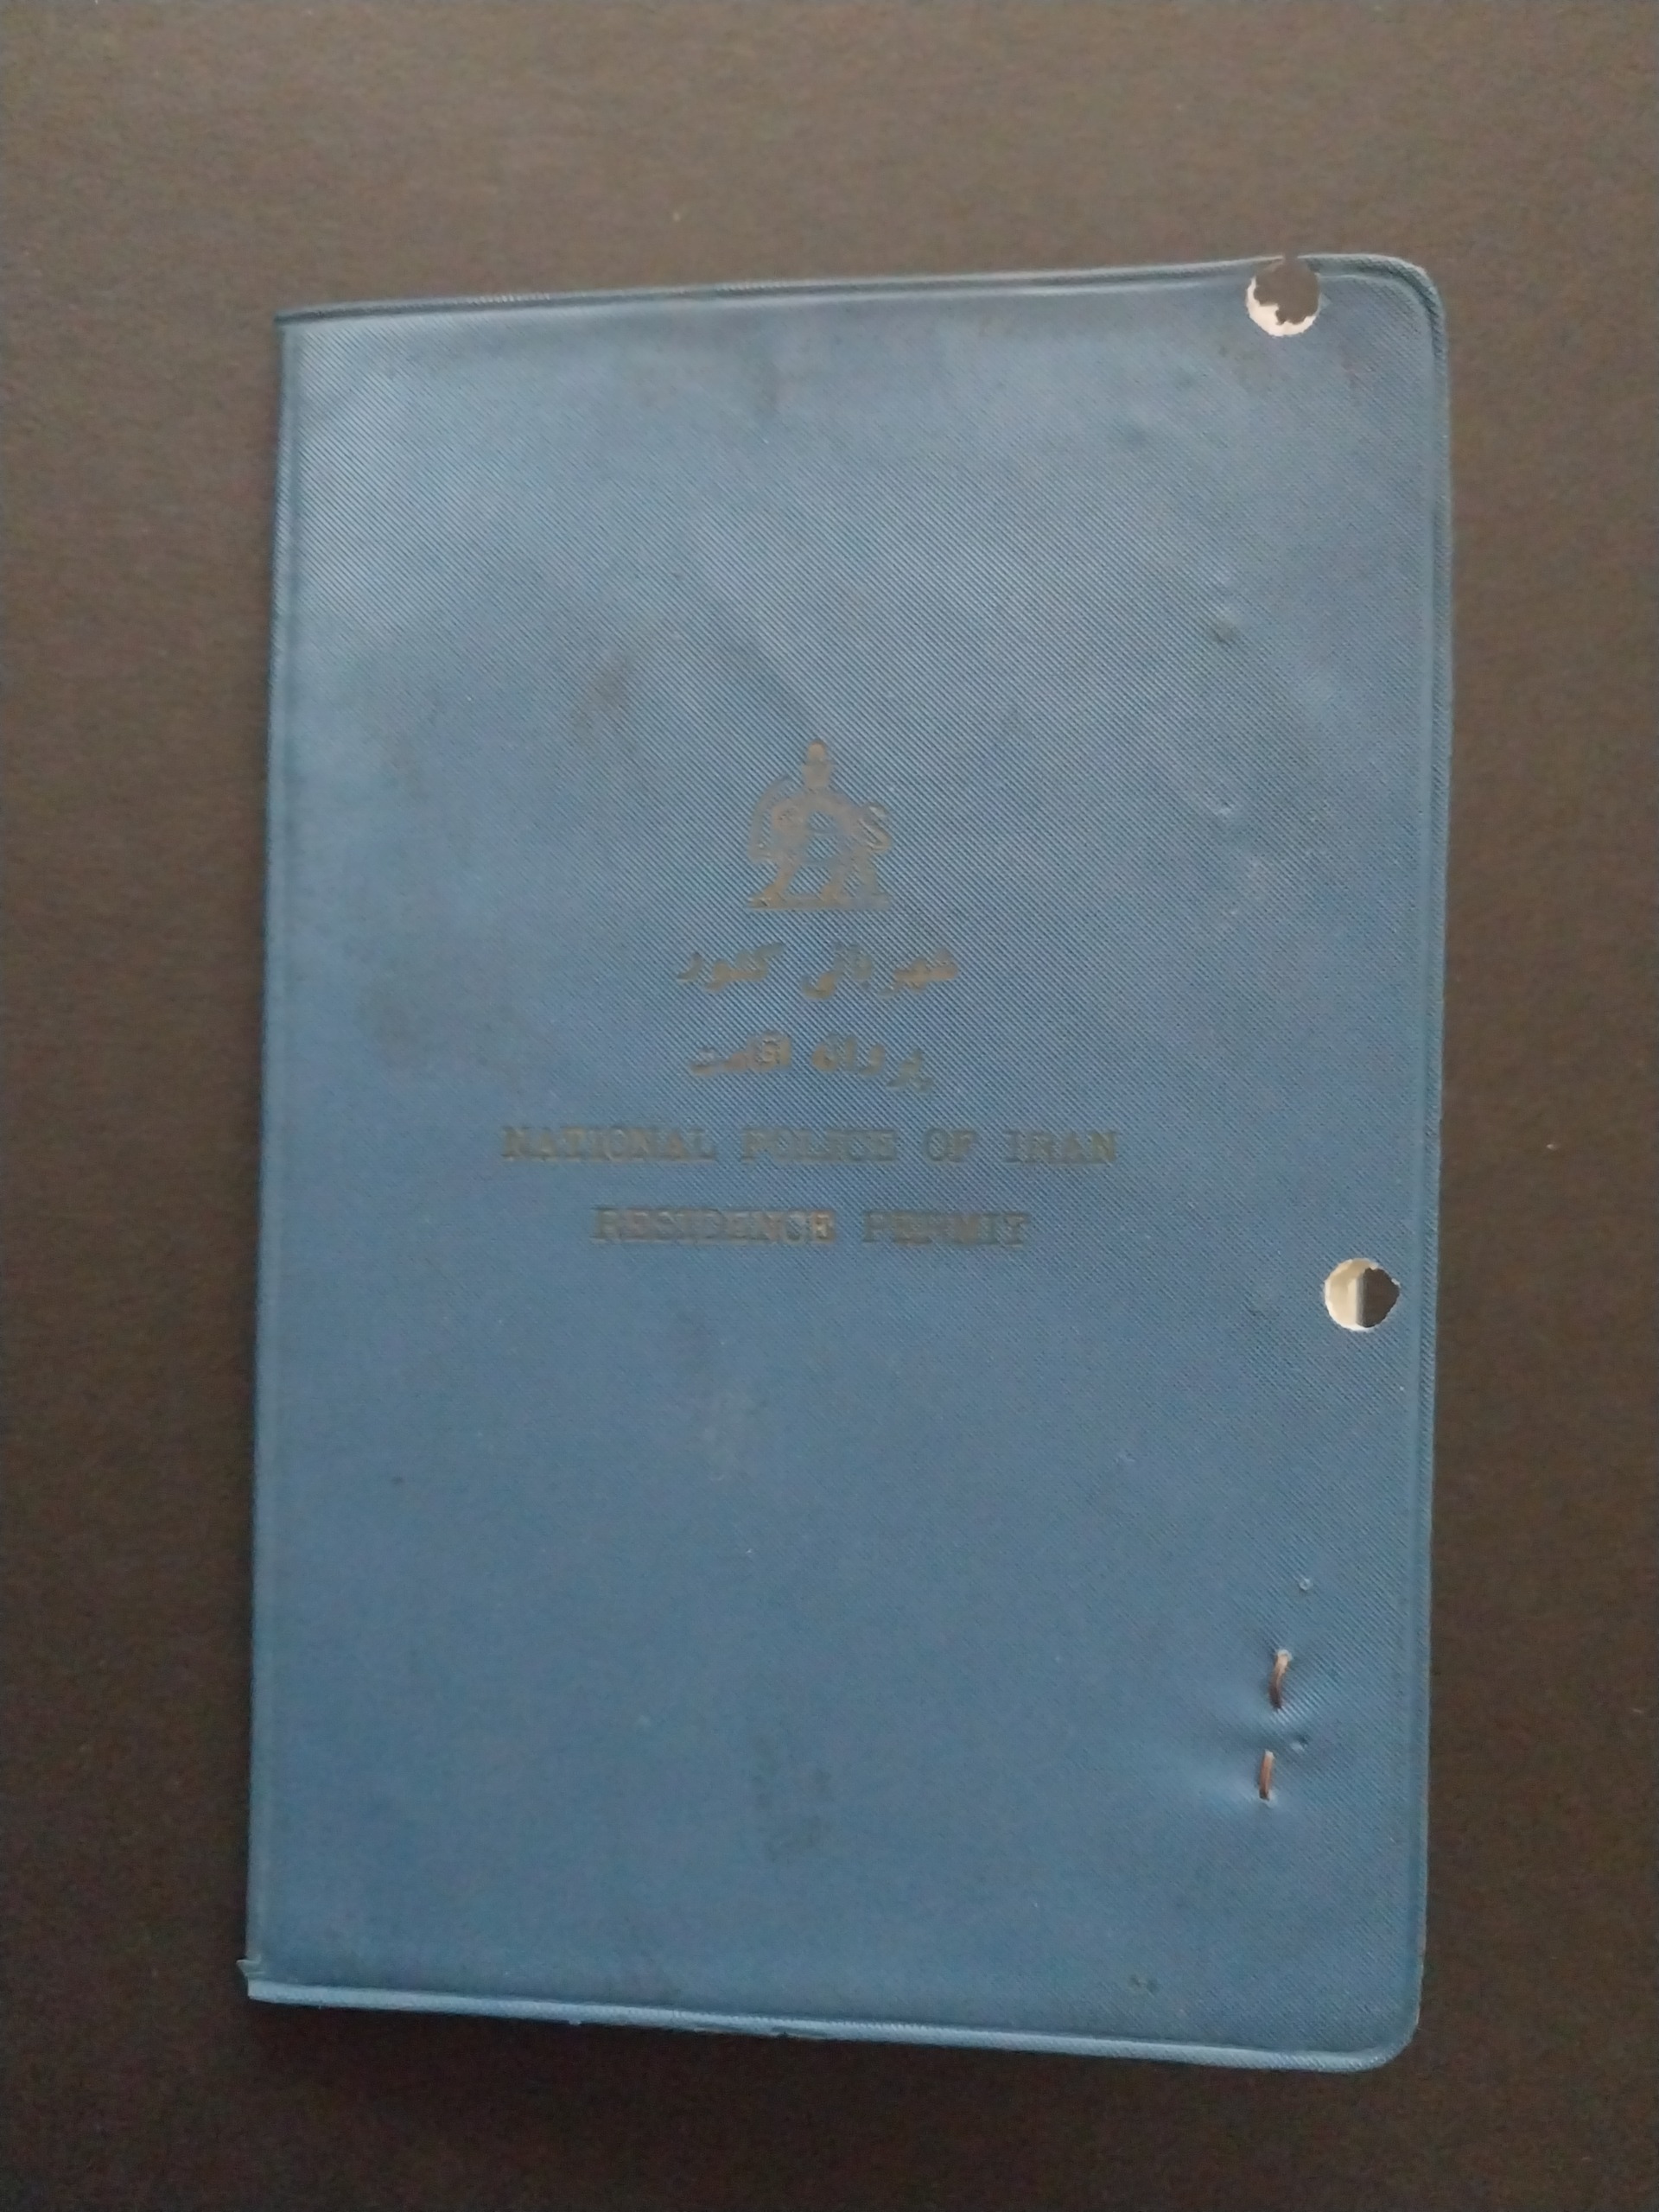 شهربانی کشور
پروانه اقامت
NATIONAL POLICE OF IRAN
RESIDENCE PERMIT